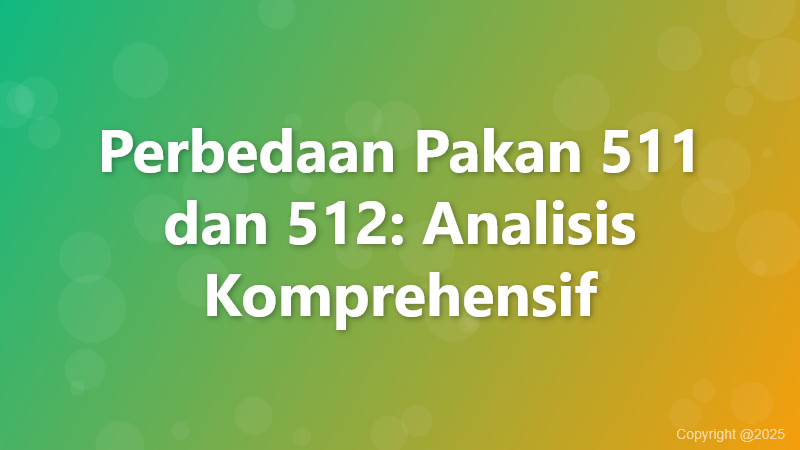 Perbedaan Pakan 511
dan 512: Analisis
Komprehensif
Copyright @2025